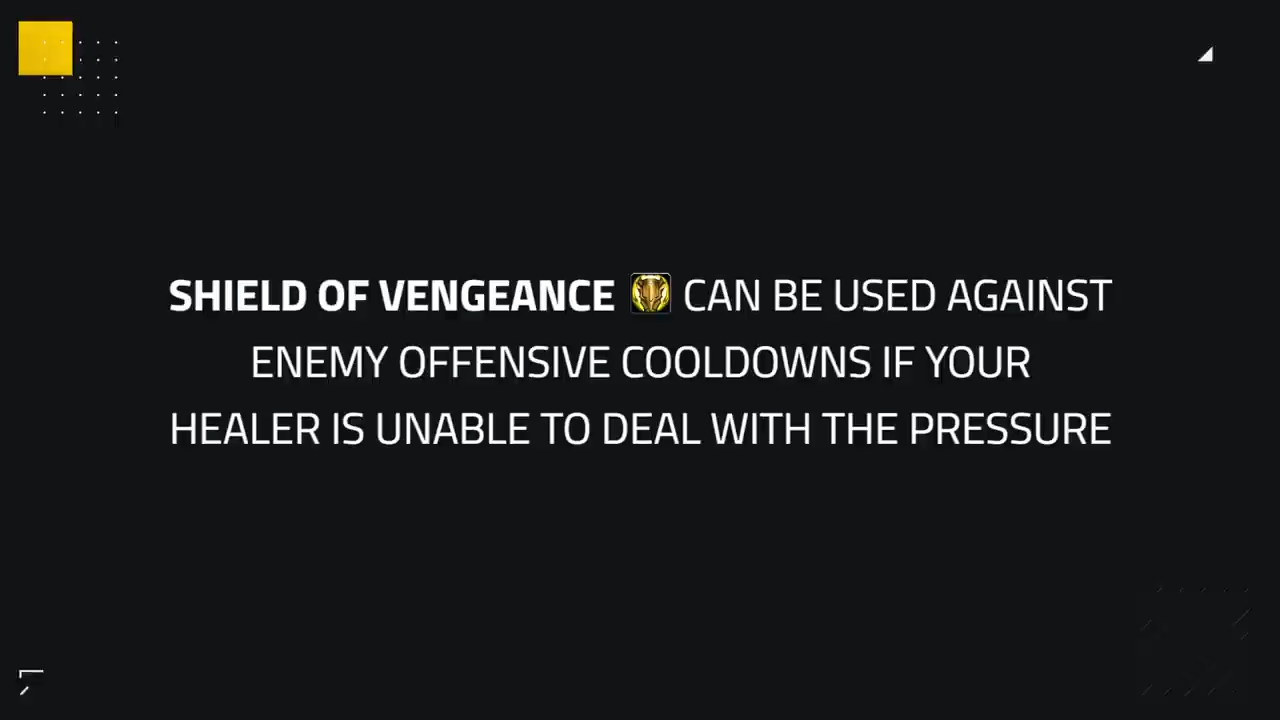 SHIELD OF VENGEANCE CAN BE USED AGAINST
ENEMY OFFENSIVE COOLDOWNS IF YOUR
HEALER IS UNABLE TO DEAL WITH THE PRESSURE